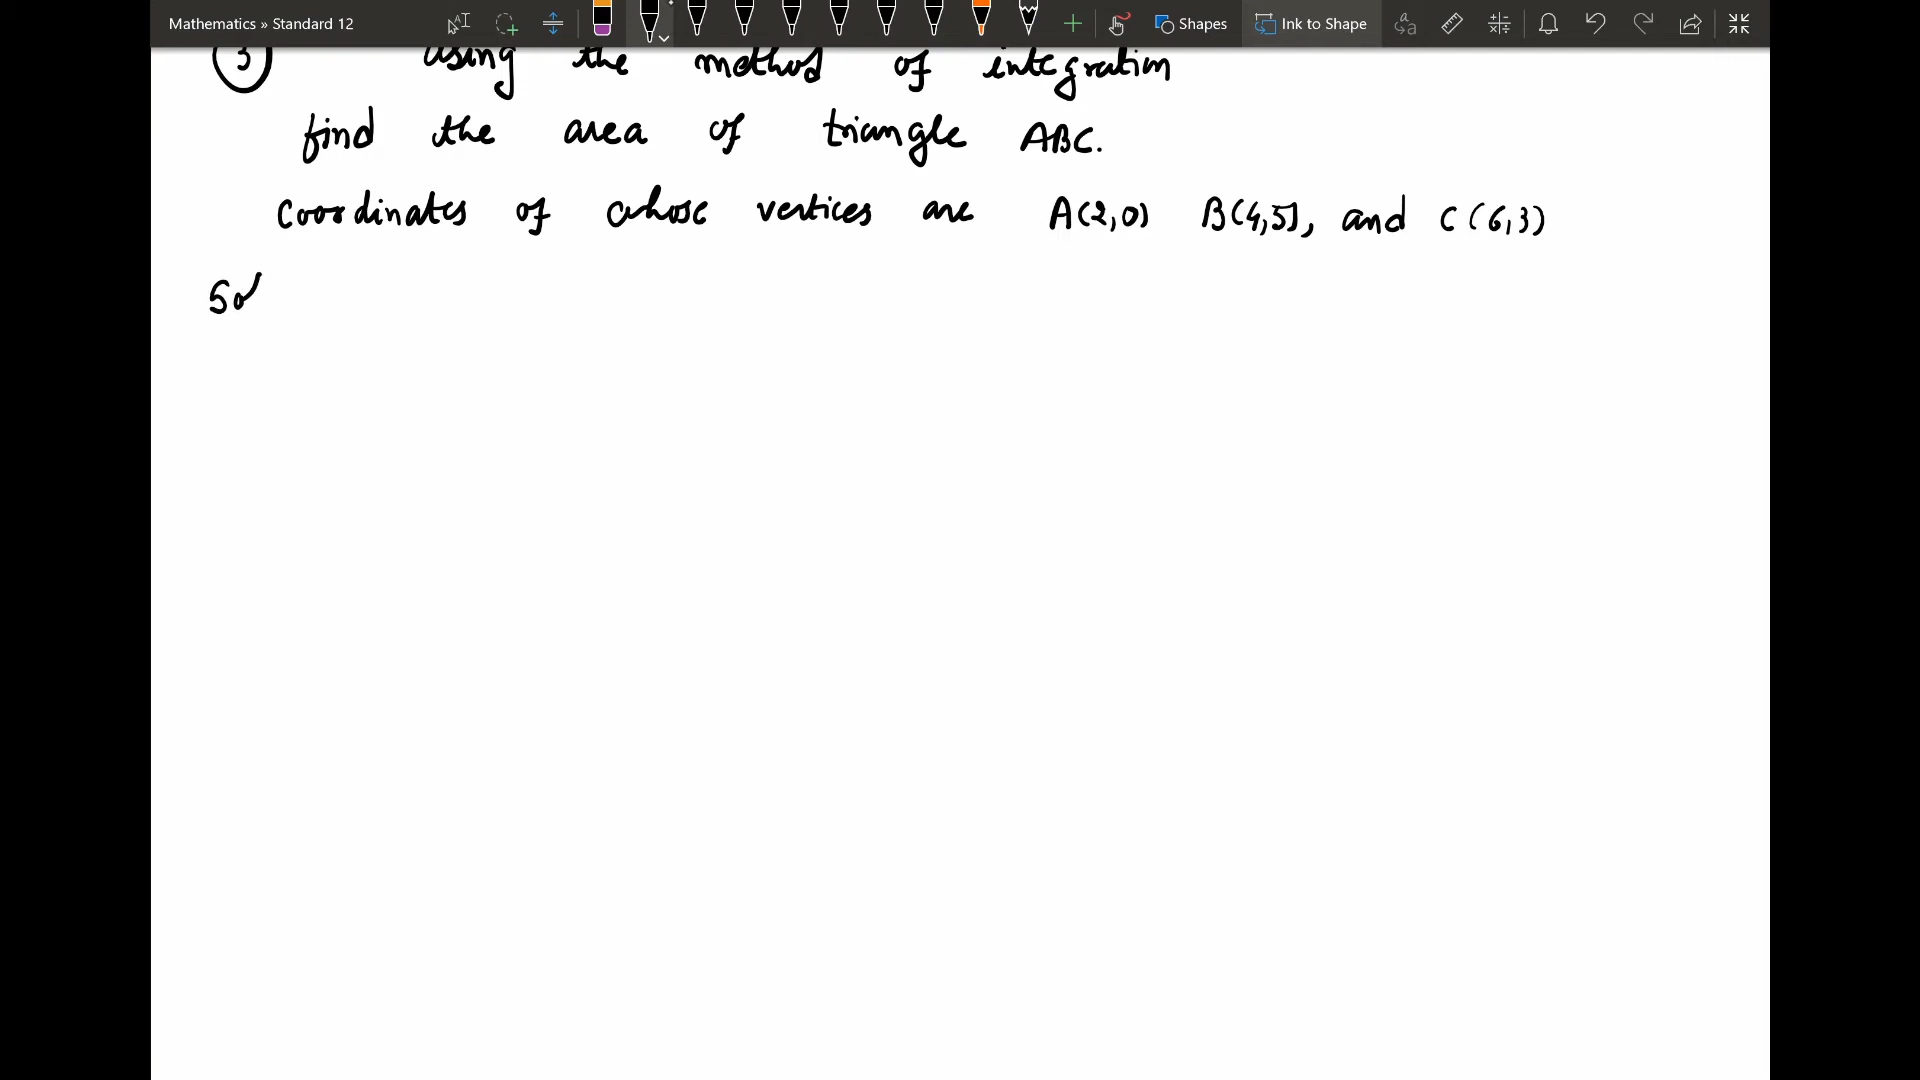 Mathematics » Standard 12
Shapes
Ink to Shape
3 using the method of integration
find the area of triangle ABC.
Coordinates of whose vertices are A(2,0) B(4,5), and C(6,3)
Sol